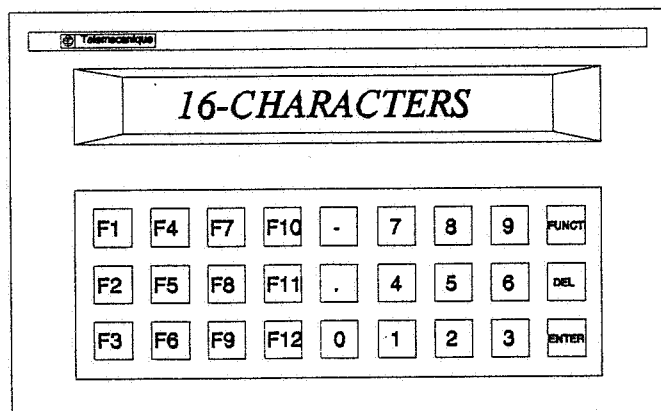 Telemecanique
16-CHARACTERS
F1 F4 F7 F10 - 7 8 9 FUNCT
F2 F5 F8 F11 . 4 5 6 DEL
F3 F6 F9 F12 0 1 2 3 ENTER